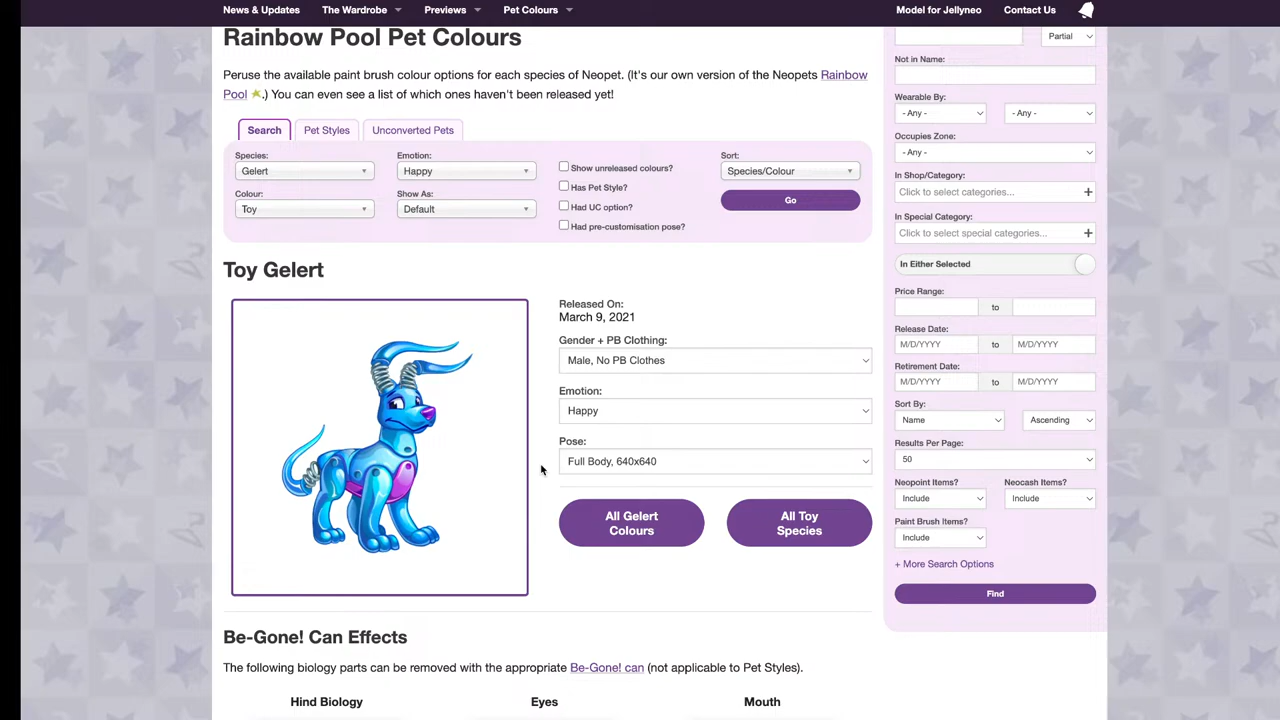 News & Updates The Wardrobe Previews Pet Colours Model for Jellyneo Contact Us
Rainbow Pool Pet Colours
Peruse the available paint brush colour options for each species of Neopet. (It's our own version of the Neopets Rainbow
Pool .) You can even see a list of which ones haven't been released yet!
Search Pet Styles Unconverted Pets
Species: Emotion: Sort:
Gelert Happy Show unreleased colours? Species/Colour
Has Pet Style?
Colour: Show As: Go
Toy Default Had UC option?
Had pre-customisation pose?
Toy Gelert
Released On:
March 9, 2021
Gender + PB Clothing:
Male, No PB Clothes
Emotion:
Happy
Pose:
Full Body, 640x640
All Gelert
Colours
All Toy
Species
Be-Gone! Can Effects
The following biology parts can be removed with the appropriate Be-Gone! can (not applicable to Pet Styles).
Hind Biology Eyes Mouth
Partial
Not in Name:
Wearable By:
- Any - - Any -
Occupies Zone:
- Any -
In Shop/Category:
Click to select categories... +
In Special Category:
Click to select special categories... +
In Either Selected
Price Range:
to
Release Date:
M/D/YYYY to M/D/YYYY
Retirement Date:
M/D/YYYY to M/D/YYYY
Sort By:
Name Ascending
Results Per Page:
50
Neopoint Items? Neocash Items?
Include Include
Paint Brush Items?
Include
+ More Search Options
Find